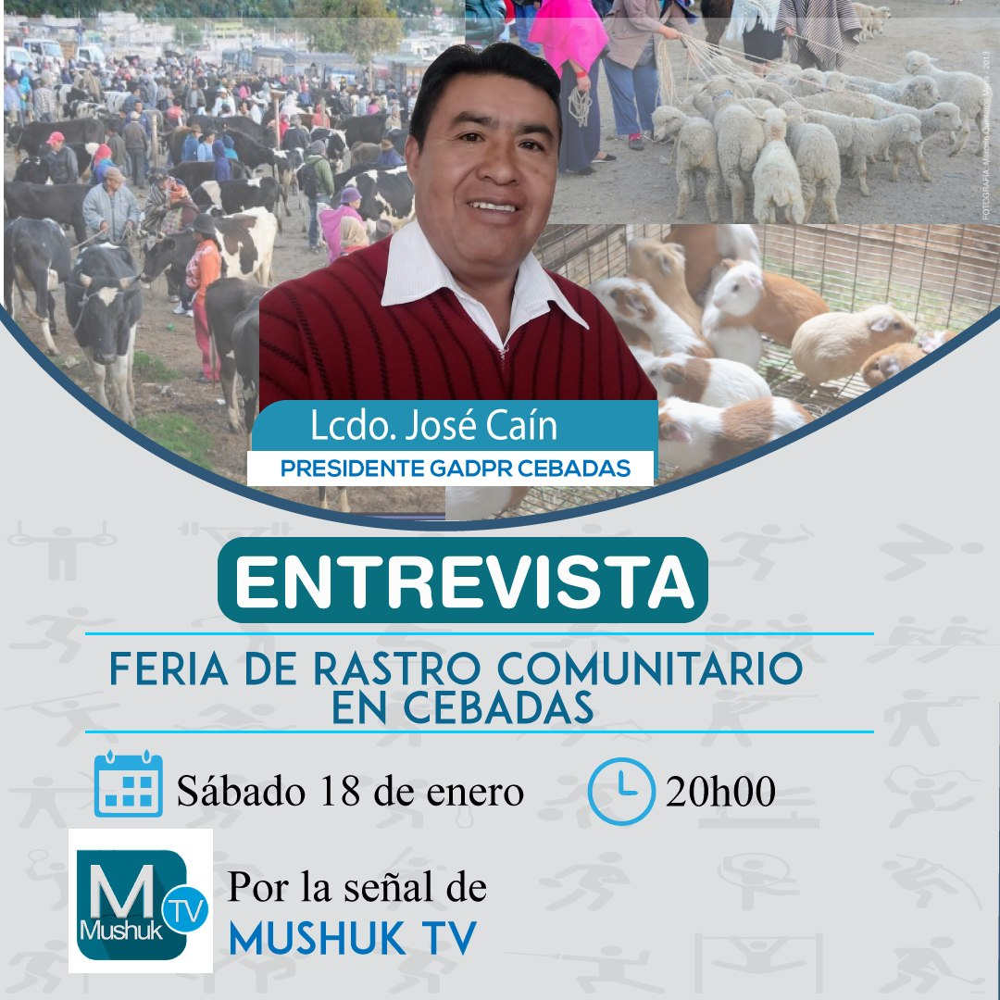 Lcdo. José Caín
PRESIDENTE GADPR CEBADAS
ENTREVISTA
FERIA DE RASTRO COMUNITARIO
EN CEBADAS
Sábado 18 de enero
20h00
M
TV
Mushuk
Por la señal de
MUSHUK TV